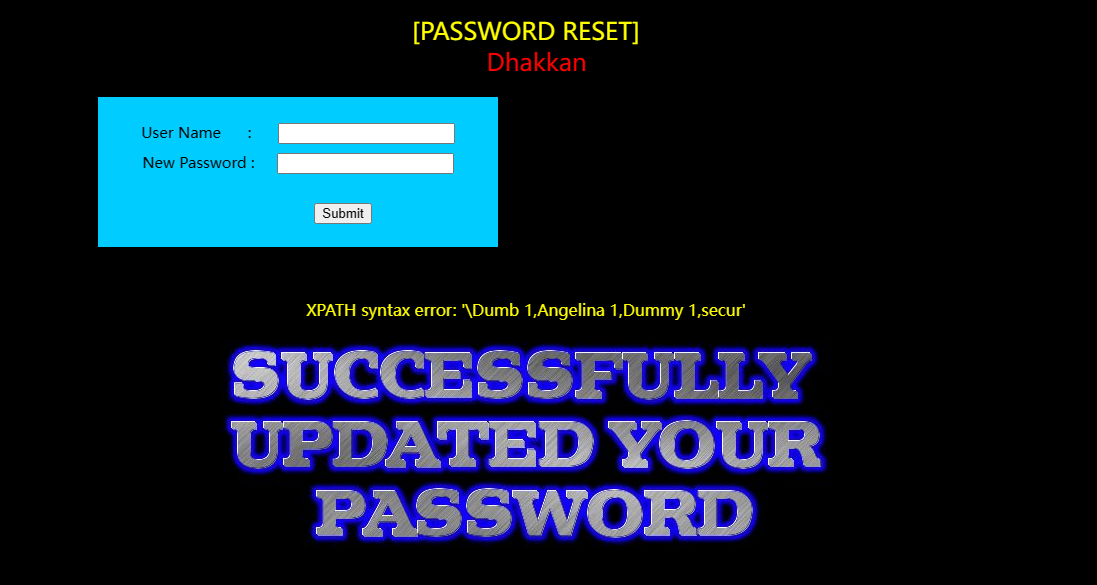 [PASSWORD RESET]
Dhakkan
User Name :
New Password :
Submit
XPATH syntax error: '\Dumb 1,Angelina 1,Dummy 1,secur'
SUCCESSFULLY
UPDATED YOUR
PASSWORD